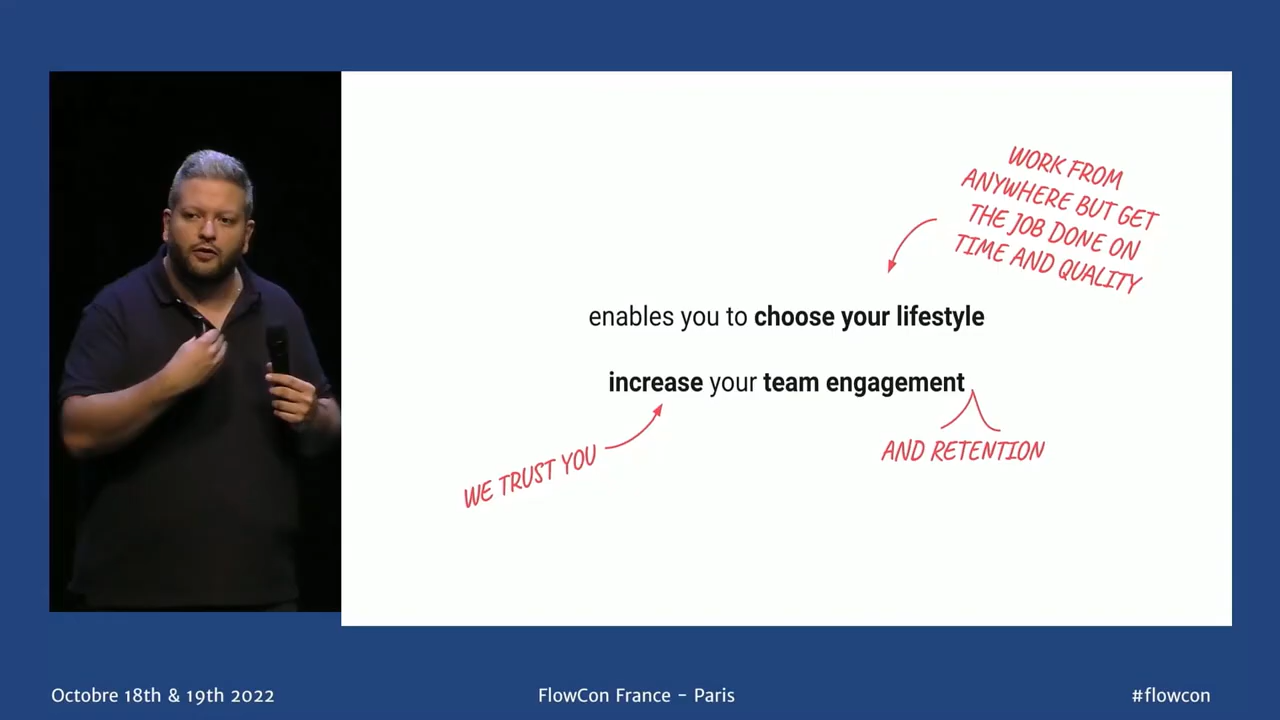 WORK FROM
ANYWHERE BUT GET
THE JOB DONE ON
TIME AND QUALITY
enables you to choose your lifestyle
increase your team engagement
WE TRUST YOU
AND RETENTION
Octobre 18th & 19th 2022
FlowCon France - Paris
#flowcon